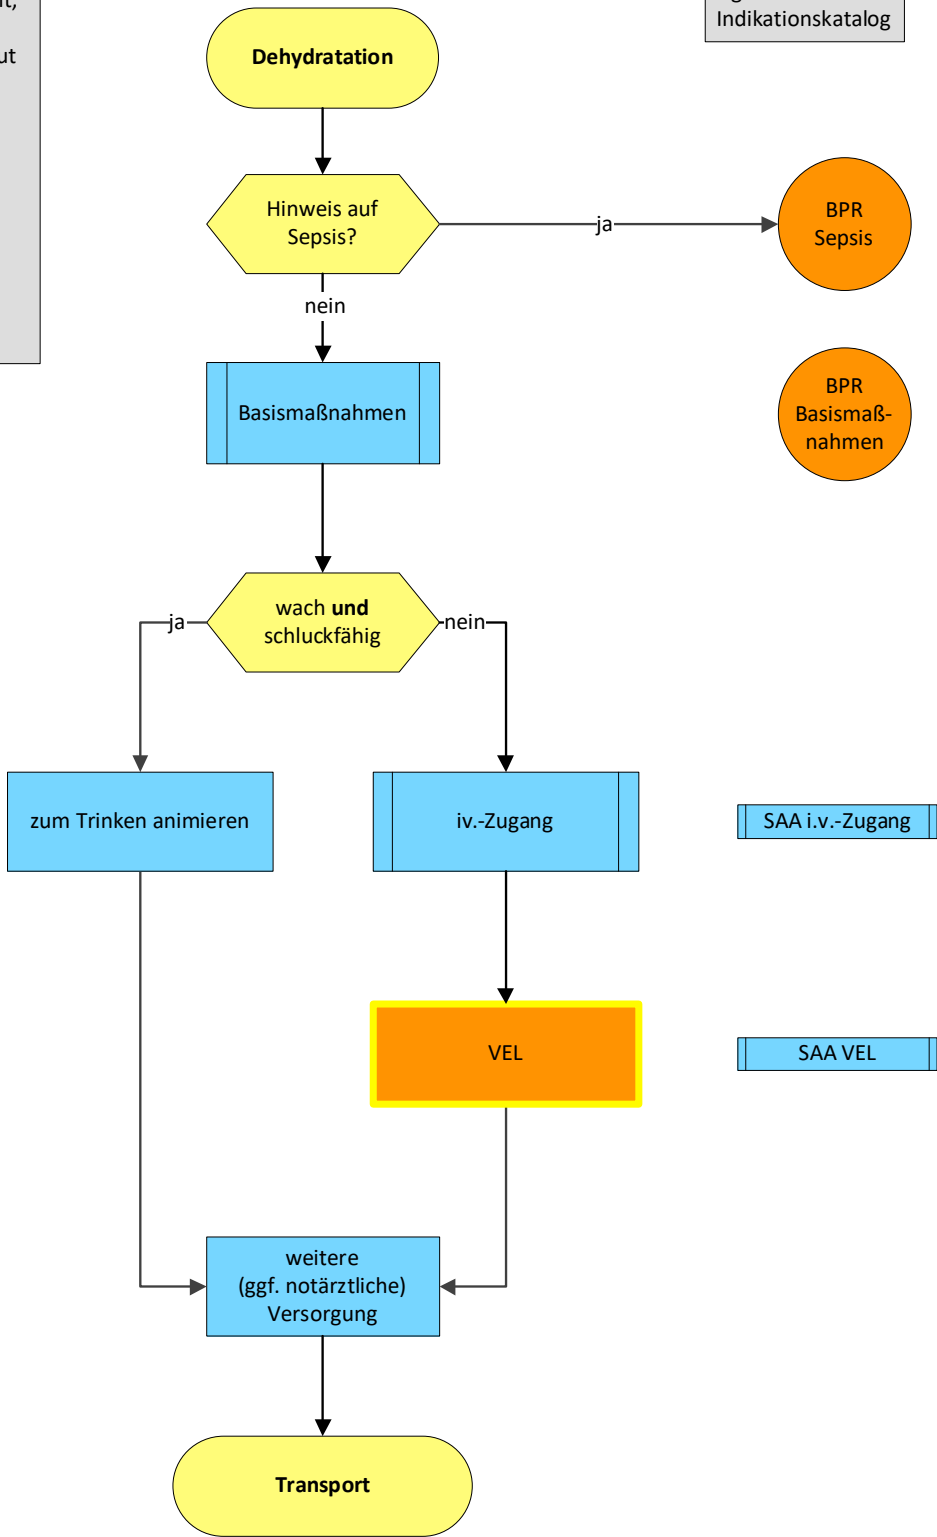 Indikationskatalog
Dehydratation
Hinweis auf
Sepsis?
ja
BPR
Sepsis
nein
Basismaßnahmen
BPR
Basismaß-
nahmen
wach und
schluckfähig
ja
nein
zum Trinken animieren
iv.-Zugang
SAA i.v.-Zugang
VEL
SAA VEL
weitere
(ggf. notärztliche)
Versorgung
Transport